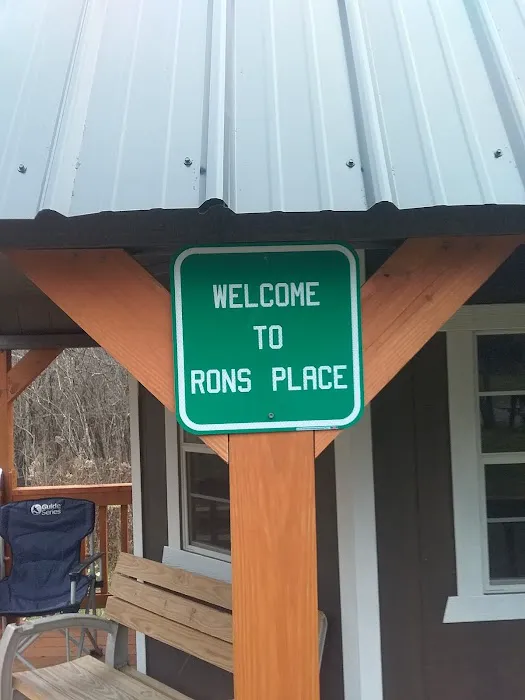 WELCOME
TO
RONS PLACE
Guide
Series